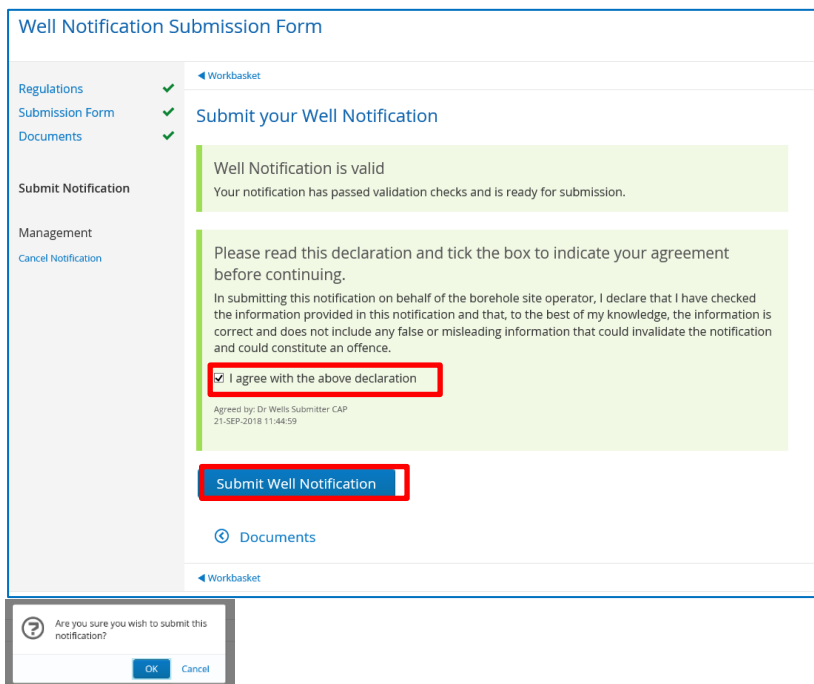 Well Notification Submission Form
Regulations
Submission Form
Documents
Submit Notification
Management
Cancel Notification
Workbasket
Submit your Well Notification
Well Notification is valid
Your notification has passed validation checks and is ready for submission.
Please read this declaration and tick the box to indicate your agreement
before continuing.
In submitting this notification on behalf of the borehole site operator, I declare that I have checked
the information provided in this notification and that, to the best of my knowledge, the information is
correct and does not include any false or misleading information that could invalidate the notification
and could constitute an offence.
I agree with the above declaration
Agreed by: Dr Wells Submitter CAP
21-SEP-2018 11:44:59
Submit Well Notification
Documents
Workbasket
Are you sure you wish to submit this
notification?
OK Cancel